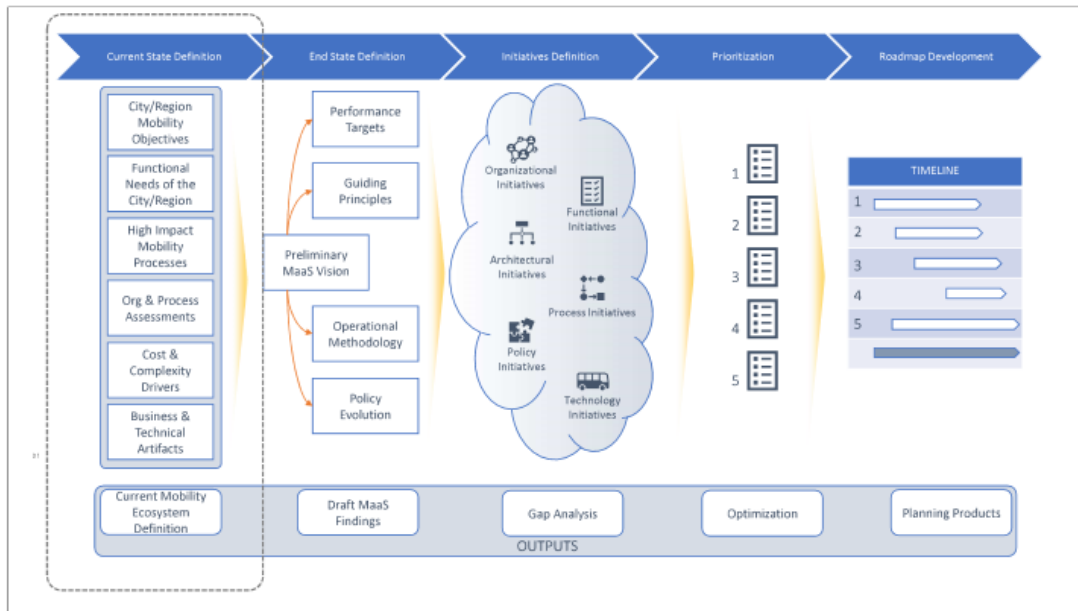 Current State Definition
End State Definition
Initiatives Definition
Prioritization
Roadmap Development
City/Region
Mobility
Objectives
Functional
Needs of the
City/Region
High Impact
Mobility
Processes
Org & Process
Assessments
Cost &
Complexity
Drivers
Business &
Technical
Artifacts
Performance
Targets
Guiding
Principles
Preliminary
MaaS Vision
Operational
Methodology
Policy
Evolution
Organizational
Initiatives
Functional
Initiatives
Architectural
Initiatives
Process Initiatives
Policy
Initiatives
Technology
Initiatives
1
2
3
4
5
TIMELINE
1
2
3
4
5
Current Mobility
Ecosystem
Definition
Draft MaaS
Findings
Gap Analysis
Optimization
Planning Products
OUTPUTS